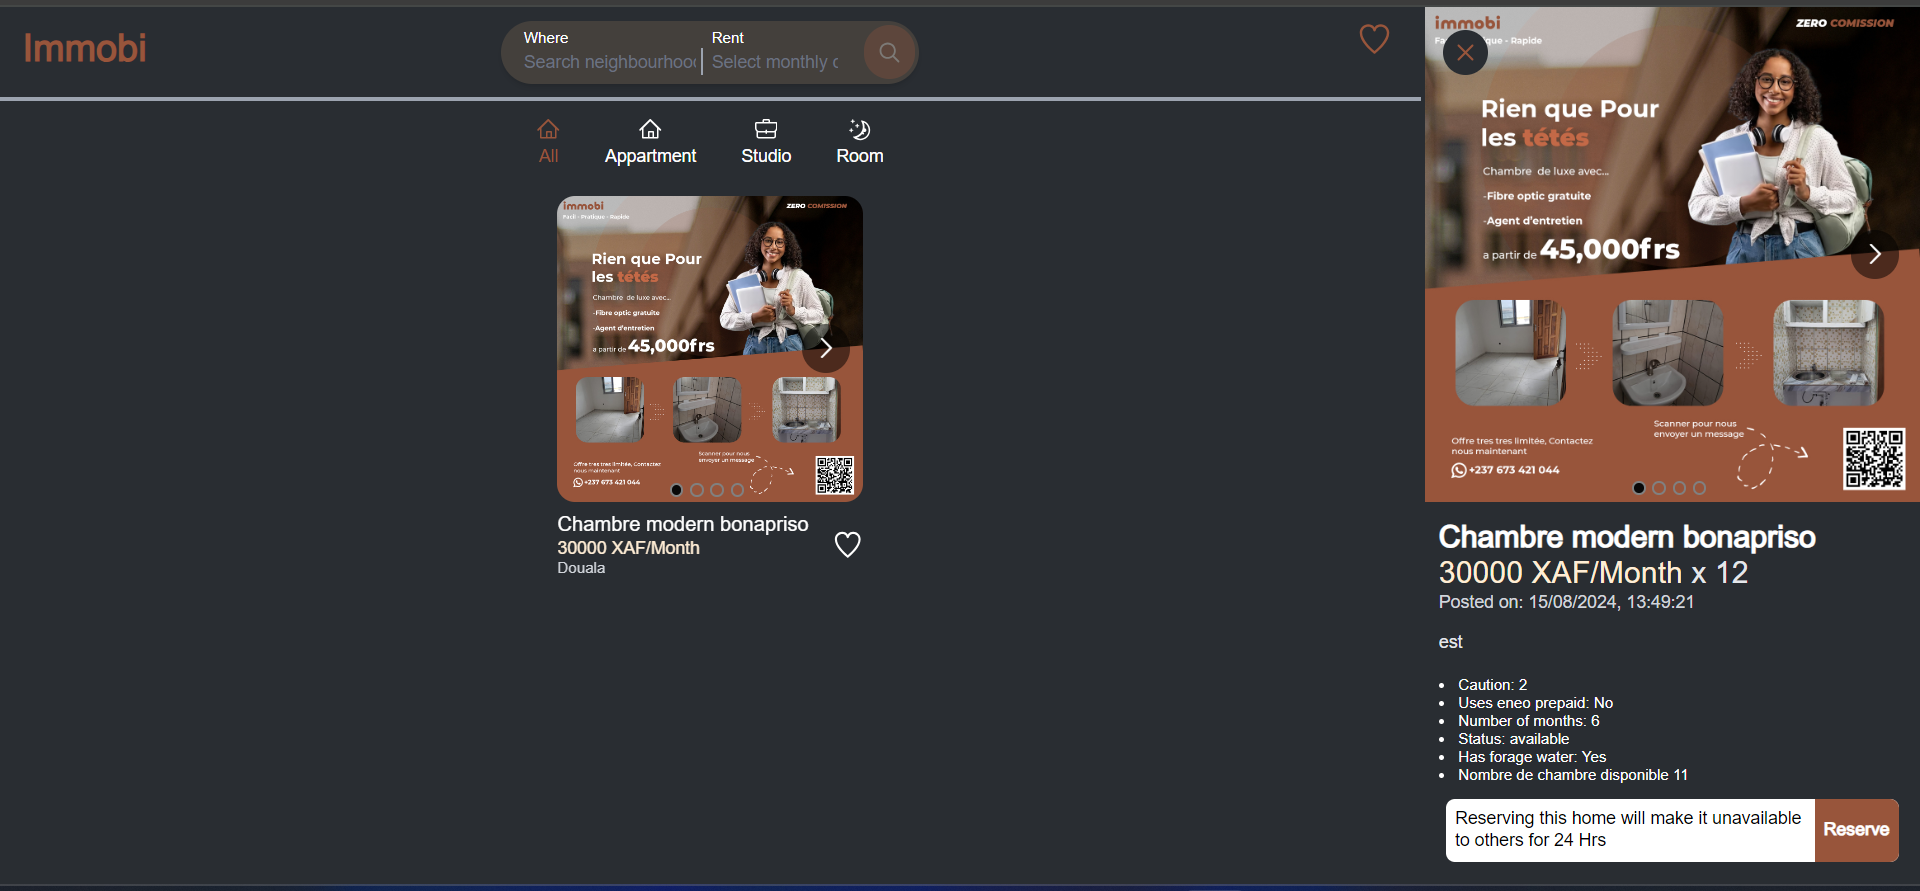 Immobi
Where
Search neighbourhoo
Rent
Select monthly c
All
Appartment
Studio
Room
immobi
Facil - Pratique - Rapide
ZERO COMISSION
Rien que Pour
les tétés
Chambre de luxe avec...
-Fibre optic gratuite
-Agent d'entretien
a partir de 45,000frs
Scanner pour nous
envoyer un message
Offre tres tres limitée, Contactez
nous maintenant
+237 673 421 044
Chambre modern bonapriso
30000 XAF/Month
Douala
immobi
ZERO COMISSION
Fa que - Rapide
Rien que Pour
les tétés
Chambre de luxe avec...
-Fibre optic gratuite
-Agent d'entretien
a partir de 45,000frs
Scanner pour nous
envoyer un message
Offre tres tres limitée, Contactez
nous maintenant
+237 673 421 044
Chambre modern bonapriso
30000 XAF/Month x 12
Posted on: 15/08/2024, 13:49:21
est
Caution: 2
Uses eneo prepaid: No
Number of months: 6
Status: available
Has forage water: Yes
Nombre de chambre disponible 11
Reserving this home will make it unavailable
to others for 24 Hrs
Reserve